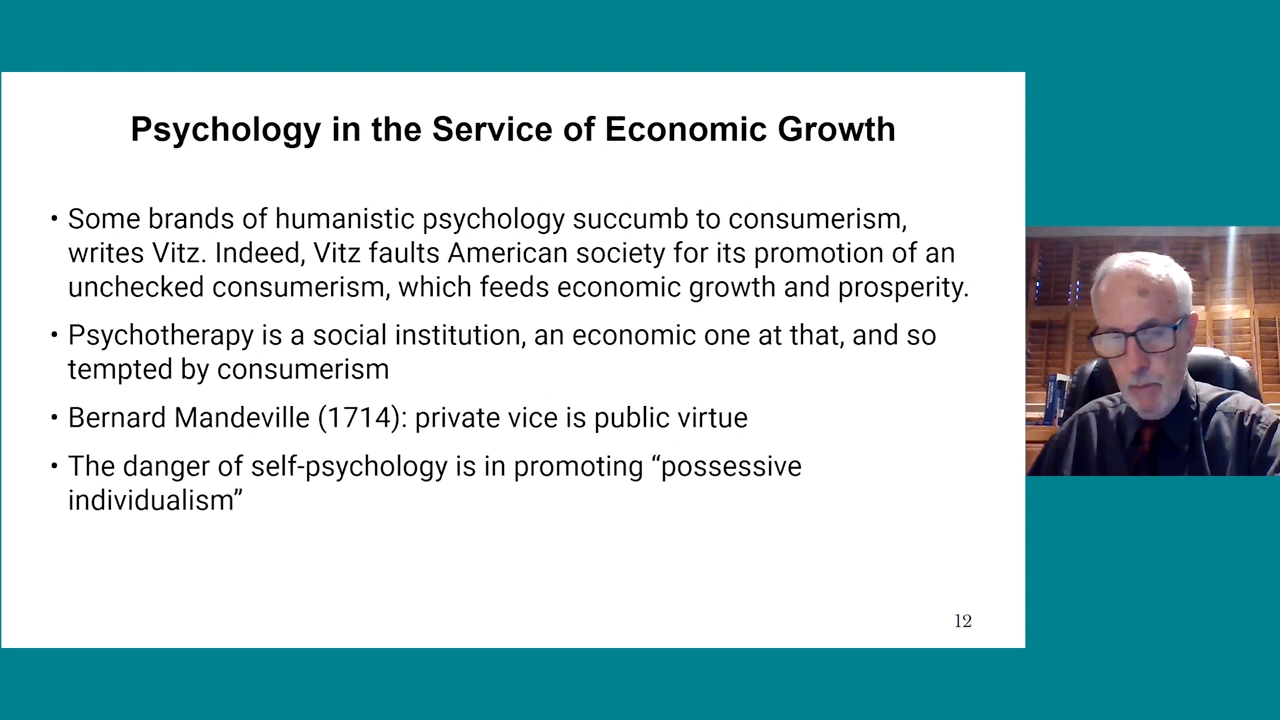 Psychology in the Service of Economic Growth
• Some brands of humanistic psychology succumb to consumerism,
writes Vitz. Indeed, Vitz faults American society for its promotion of an
unchecked consumerism, which feeds economic growth and prosperity.
• Psychotherapy is a social institution, an economic one at that, and so
tempted by consumerism
• Bernard Mandeville (1714): private vice is public virtue
• The danger of self-psychology is in promoting “possessive
individualism”
12